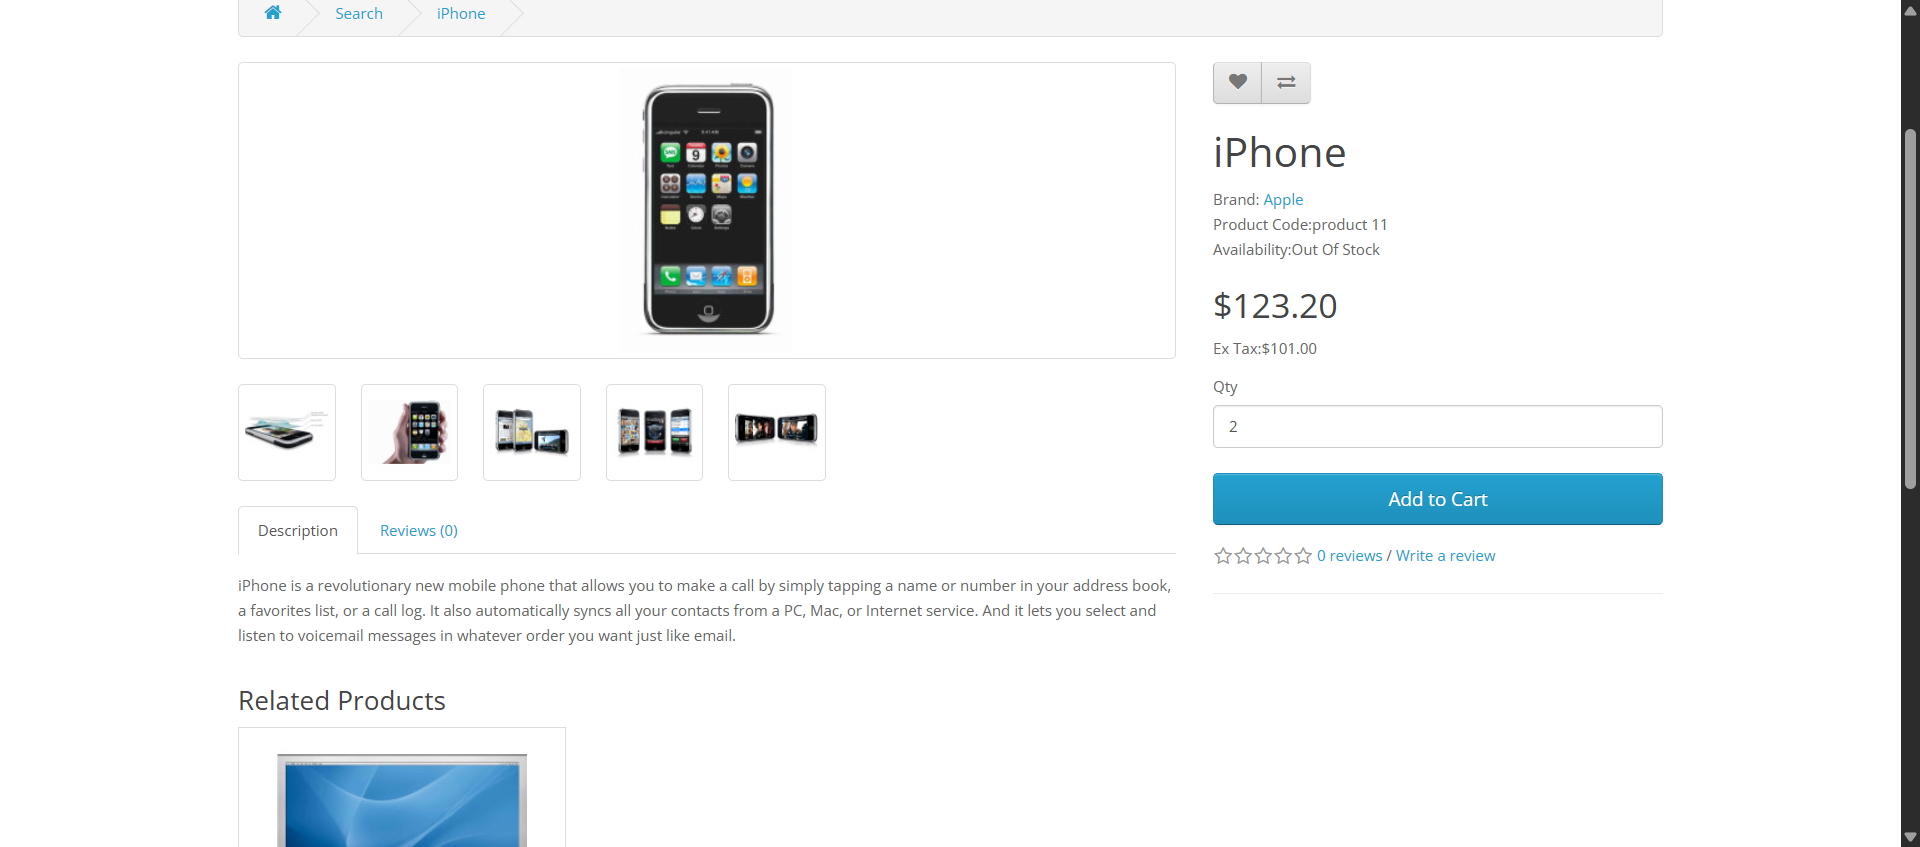 Search
iPhone
iPhone
Brand: Apple
Product Code:product 11
Availability:Out Of Stock
$123.20
Ex Tax:$101.00
Qty
2
Add to Cart
0 reviews / Write a review
Description
Reviews (0)
iPhone is a revolutionary new mobile phone that allows you to make a call by simply tapping a name or number in your address book,
a favorites list, or a call log. It also automatically syncs all your contacts from a PC, Mac, or Internet service. And it lets you select and
listen to voicemail messages in whatever order you want just like email.
Related Products